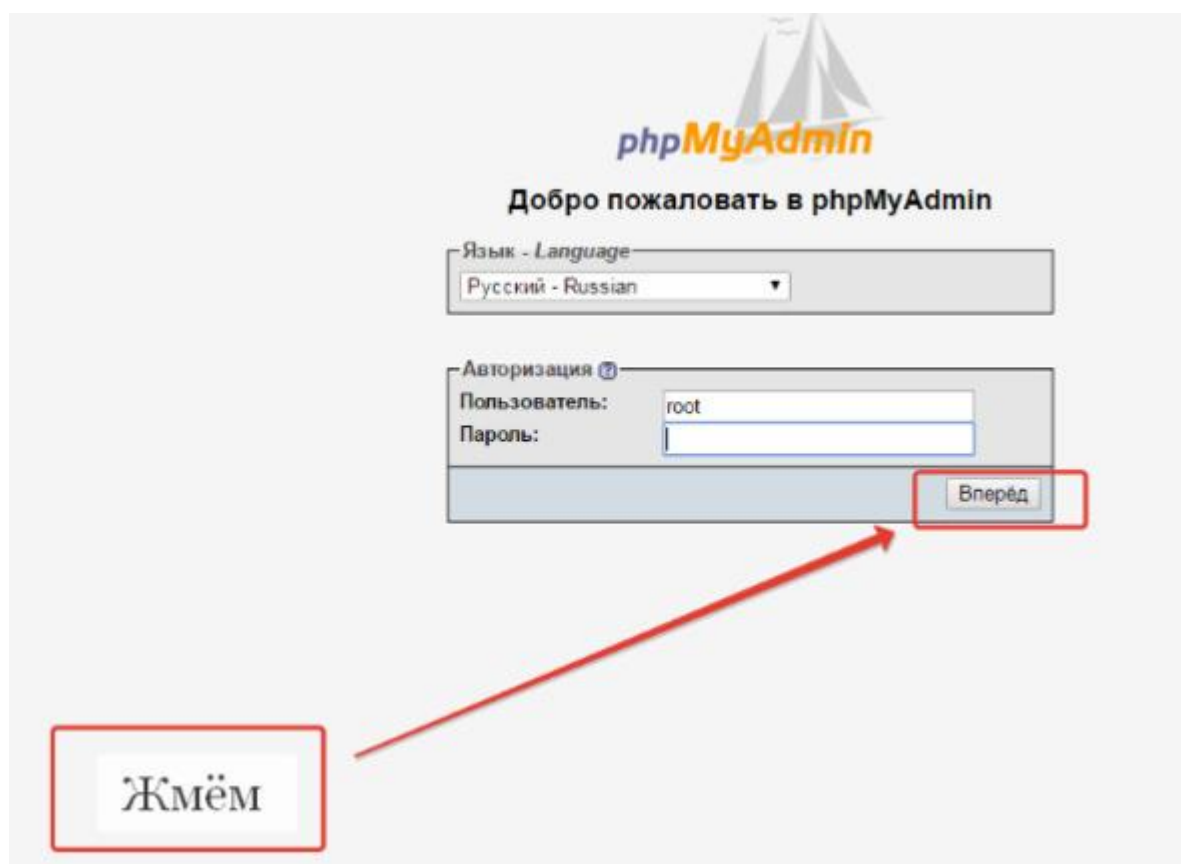 phpMyAdmin
Добро пожаловать в phpMyAdmin
Язык - Language
Русский - Russian
Авторизация
Пользователь: root
Пароль:
Вперёд
Жмём